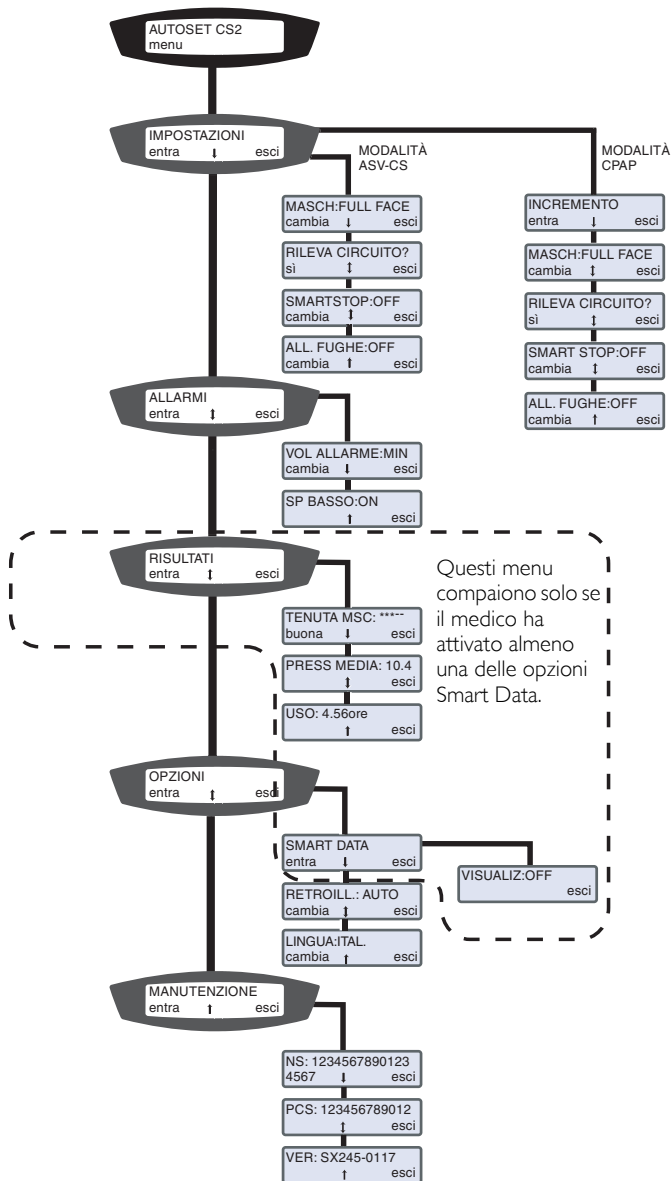 AUTOSET CS2
menu
IMPOSTAZIONI
entra ↓ esci
MODALITÀ
ASV-CS
MASCH:FULL FACE
cambia ↓ esci
RILEVA CIRCUITO?
sì ↕ esci
SMARTSTOP:OFF
cambia ↕ esci
ALL. FUGHE:OFF
cambia ↑ esci
MODALITÀ
CPAP
INCREMENTO
entra ↓ esci
MASCH:FULL FACE
cambia ↕ esci
RILEVA CIRCUITO?
sì ↕ esci
SMART STOP:OFF
cambia ↕ esci
ALL. FUGHE:OFF
cambia ↑ esci
ALLARMI
entra ↕ esci
VOL ALLARME:MIN
cambia ↓ esci
SP BASSO:ON
↑ esci
RISULTATI
entra ↕ esci
TENUTA MSC: ***--
buona ↓ esci
PRESS MEDIA: 10.4
↕ esci
USO: 4.56ore
↑ esci
Questi menu
compaiono solo se
il medico ha
attivato almeno
una delle opzioni
Smart Data.
OPZIONI
entra ↕ esci
SMART DATA
entra ↓ esci
VISUALIZ:OFF
esci
RETROILL.: AUTO
cambia ↕ esci
LINGUA:ITAL.
cambia ↑ esci
MANUTENZIONE
entra ↑ esci
NS: 1234567890123
4567 ↓ esci
PCS: 123456789012
↕ esci
VER: SX245-0117
↑ esci